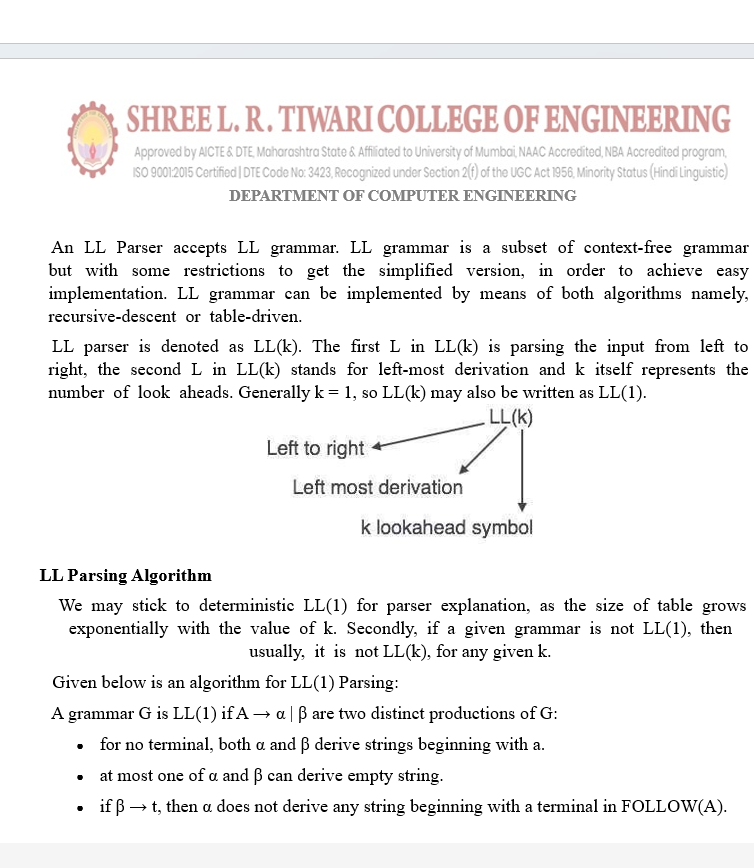 SHREE L. R. TIWARI COLLEGE OF ENGINEERING
Approved by AICTE & DTE, Maharashtra State & Affiliated to University of Mumbai, NAAC Accredited, NBA Accredited program,
ISO 9001:2015 Certified | DTE Code No: 3423, Recognized under Section 2(f) of the UGC Act 1956, Minority Status (Hindi Linguistic)
DEPARTMENT OF COMPUTER ENGINEERING
An LL Parser accepts LL grammar. LL grammar is a subset of context-free grammar
but with some restrictions to get the simplified version, in order to achieve easy
implementation. LL grammar can be implemented by means of both algorithms namely,
recursive-descent or table-driven.
LL parser is denoted as LL(k). The first L in LL(k) is parsing the input from left to
right, the second L in LL(k) stands for left-most derivation and k itself represents the
number of look aheads. Generally k = 1, so LL(k) may also be written as LL(1).
LL(k)
Left to right
Left most derivation
k lookahead symbol
LL Parsing Algorithm
We may stick to deterministic LL(1) for parser explanation, as the size of table grows
exponentially with the value of k. Secondly, if a given grammar is not LL(1), then
usually, it is not LL(k), for any given k.
Given below is an algorithm for LL(1) Parsing:
A grammar G is LL(1) if A → α | β are two distinct productions of G:
• for no terminal, both α and β derive strings beginning with a.
• at most one of α and β can derive empty string.
• if β → t, then α does not derive any string beginning with a terminal in FOLLOW(A).